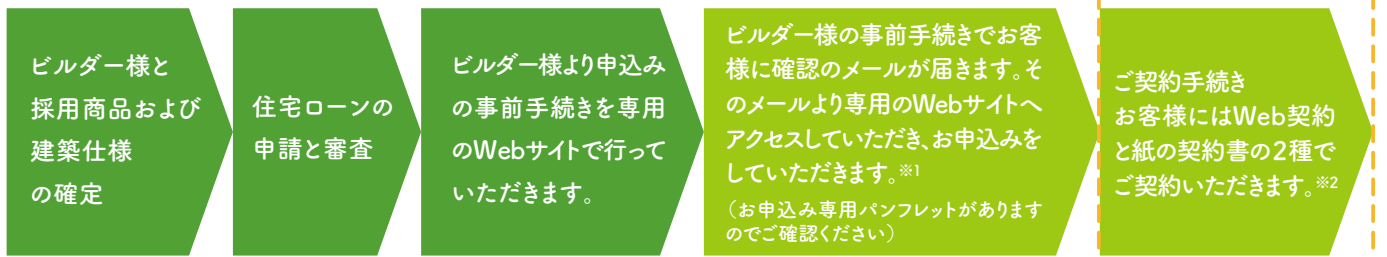 ビルダー様と
採用商品および
建築仕様
の確定
住宅ローンの
申請と審査
ビルダー様より申込み
の事前手続きを専用
のWebサイトで行って
いただきます。
ビルダー様の事前手続きでお客
様に確認のメールが届きます。そ
のメールより専用のWebサイトへ
アクセスしていただき、お申込みを
していただきます。※1
（お申込み専用パンフレットがあります
のでご確認ください）
ご契約手続き
お客様にはWeb契約
と紙の契約書の2種で
ご契約いただきます。※2